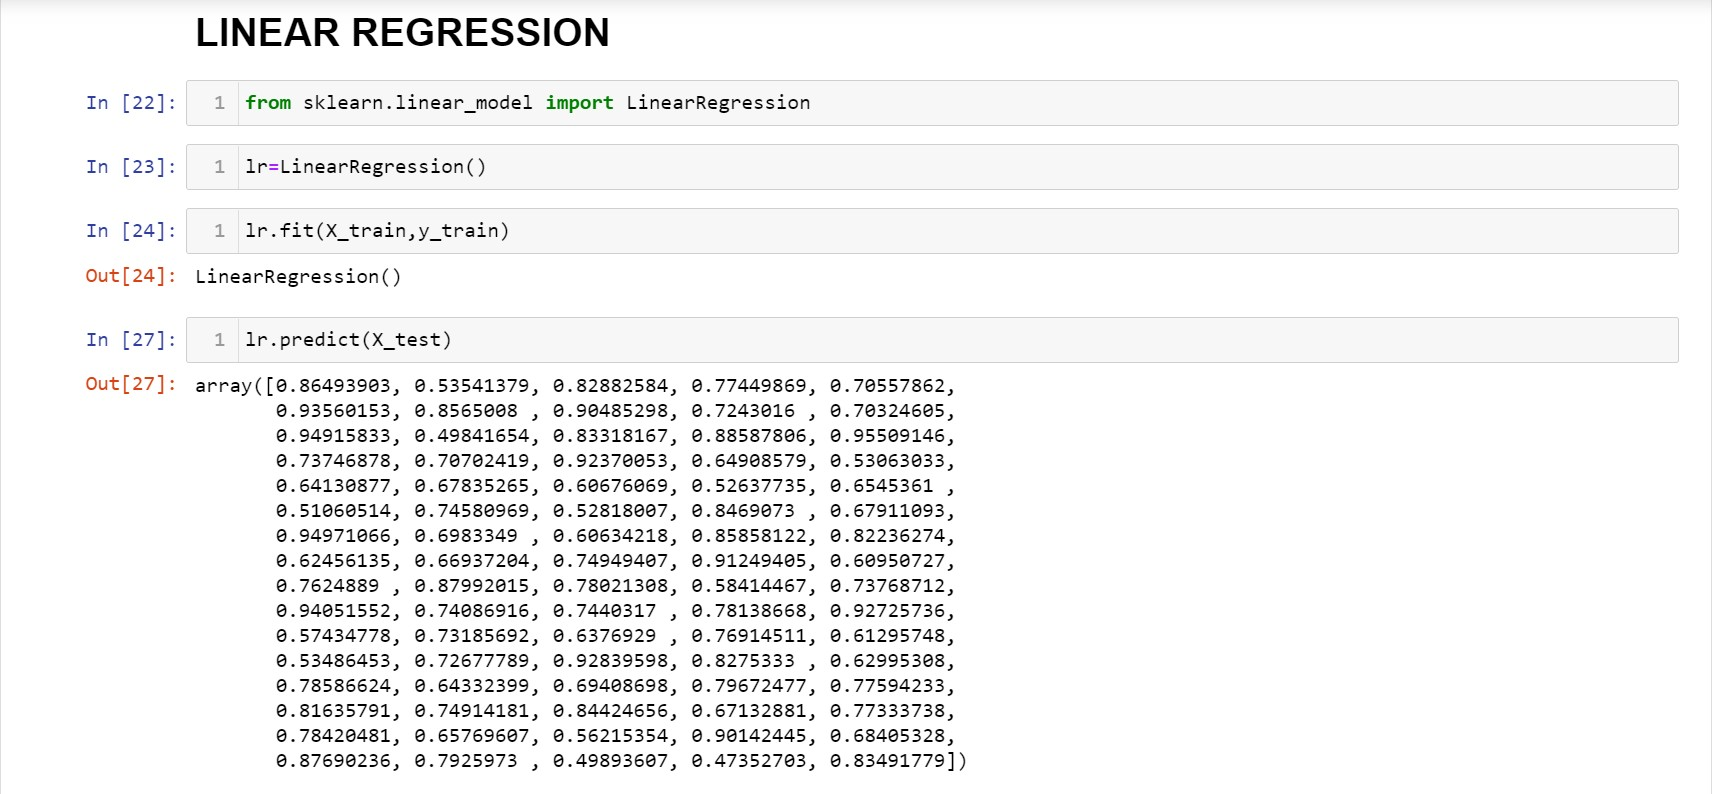 LINEAR REGRESSION
In [22]: 1 from sklearn.linear_model import LinearRegression
In [23]: 1 lr=LinearRegression()
In [24]: 1 lr.fit(X_train,y_train)
Out[24]: LinearRegression()
In [27]: 1 lr.predict(X_test)
Out[27]: array([0.86493903, 0.53541379, 0.82882584, 0.77449869, 0.70557862,
0.93560153, 0.8565008 , 0.90485298, 0.7243016 , 0.70324605,
0.94915833, 0.49841654, 0.83318167, 0.88587806, 0.95509146,
0.73746878, 0.70702419, 0.92370053, 0.64908579, 0.53063033,
0.64130877, 0.67835265, 0.60676069, 0.52637735, 0.6545361 ,
0.51060514, 0.74580969, 0.52818007, 0.8469073 , 0.67911093,
0.94971066, 0.6983349 , 0.60634218, 0.85858122, 0.82236274,
0.62456135, 0.66937204, 0.74949407, 0.91249405, 0.60950727,
0.7624889 , 0.87992015, 0.78021308, 0.58414467, 0.73768712,
0.94051552, 0.74086916, 0.7440317 , 0.78138668, 0.92725736,
0.57434778, 0.73185692, 0.6376929 , 0.76914511, 0.61295748,
0.53486453, 0.72677789, 0.92839598, 0.8275333 , 0.62995308,
0.78586624, 0.64332399, 0.69408698, 0.79672477, 0.77594233,
0.81635791, 0.74914181, 0.84424656, 0.67132881, 0.77333738,
0.78420481, 0.65769607, 0.56215354, 0.90142445, 0.68405328,
0.87690236, 0.7925973 , 0.49893607, 0.47352703, 0.83491779])